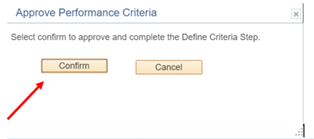 Approve Performance Criteria
Select confirm to approve and complete the Define Criteria Step.
Confirm
Cancel